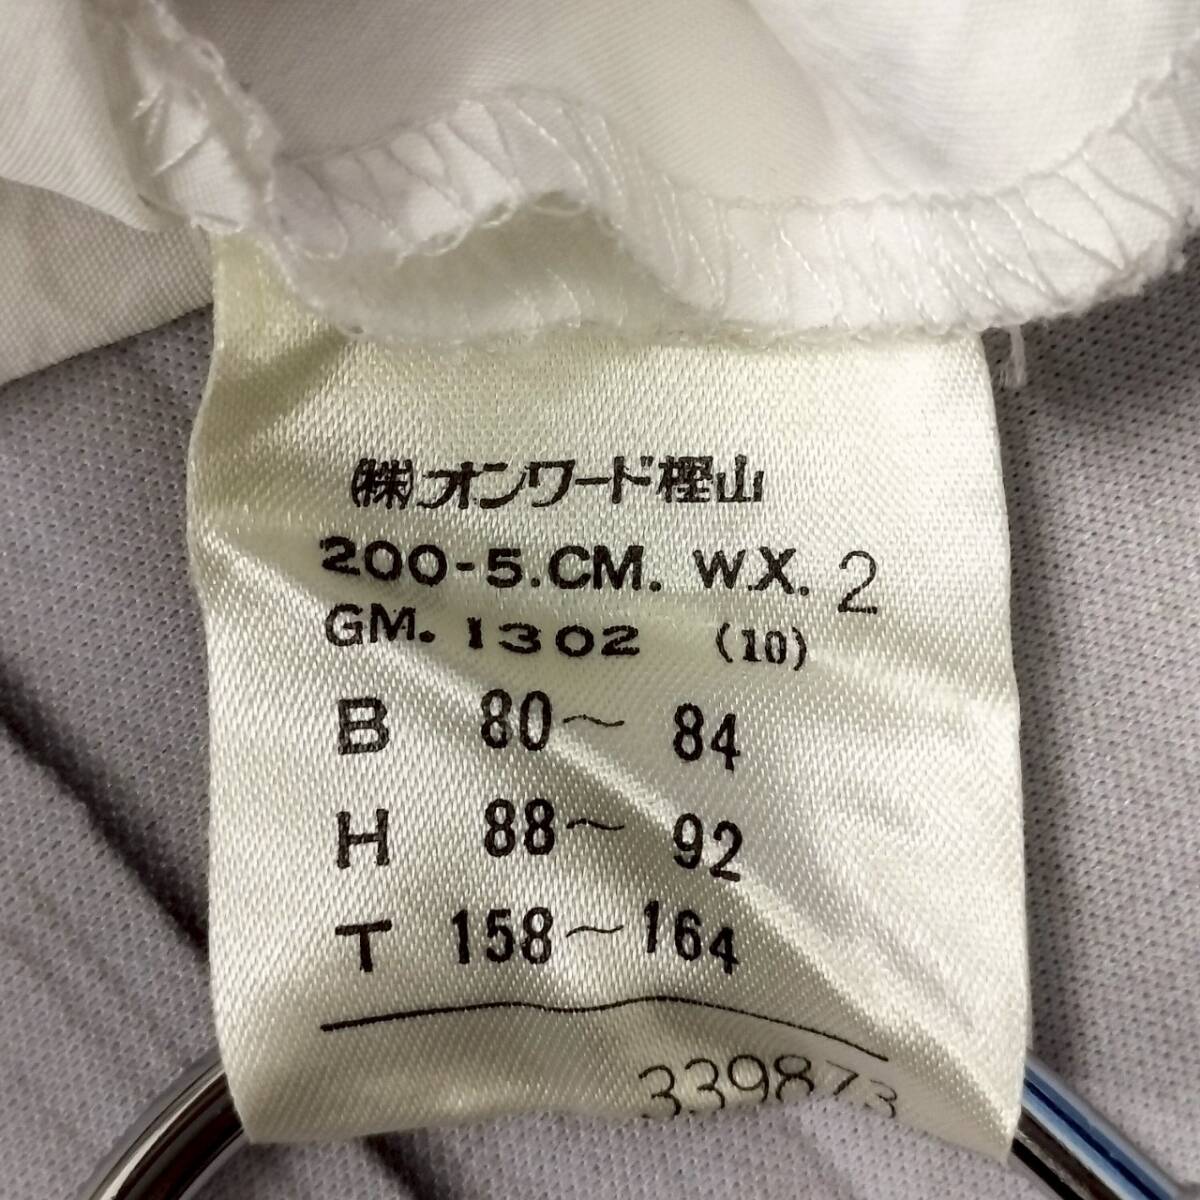 ㈱オンワード樫山
200-5.CM. W.X. 2
GM. 1302 (10)
B 80～84
H 88～92
T 158～164
339873